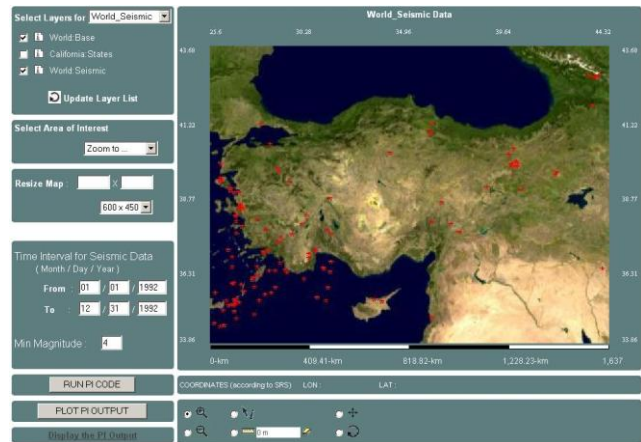 Select Layers for World_Seismic
World:Base
California:States
World:Seismic
Update Layer List
Select Area of Interest
Zoom to ...
Resize Map : X
600 x 450
Time Interval for Seismic Data
( Month / Day / Year )
From : 01 / 01 / 1992
To : 12 / 31 / 1992
Min Magnitude : 4
RUN PI CODE
PLOT PI OUTPUT
Display the PI Output
World_Seismic Data
25.6 30.28 34.96 39.64 44.32
43.68 43.68
41.22 41.22
38.77 38.77
36.31 36.31
33.86 33.86
0-km 409.41-km 818.82-km 1,228.23-km 1,637
COORDINATES (according to SRS) LON : LAT :
0 m